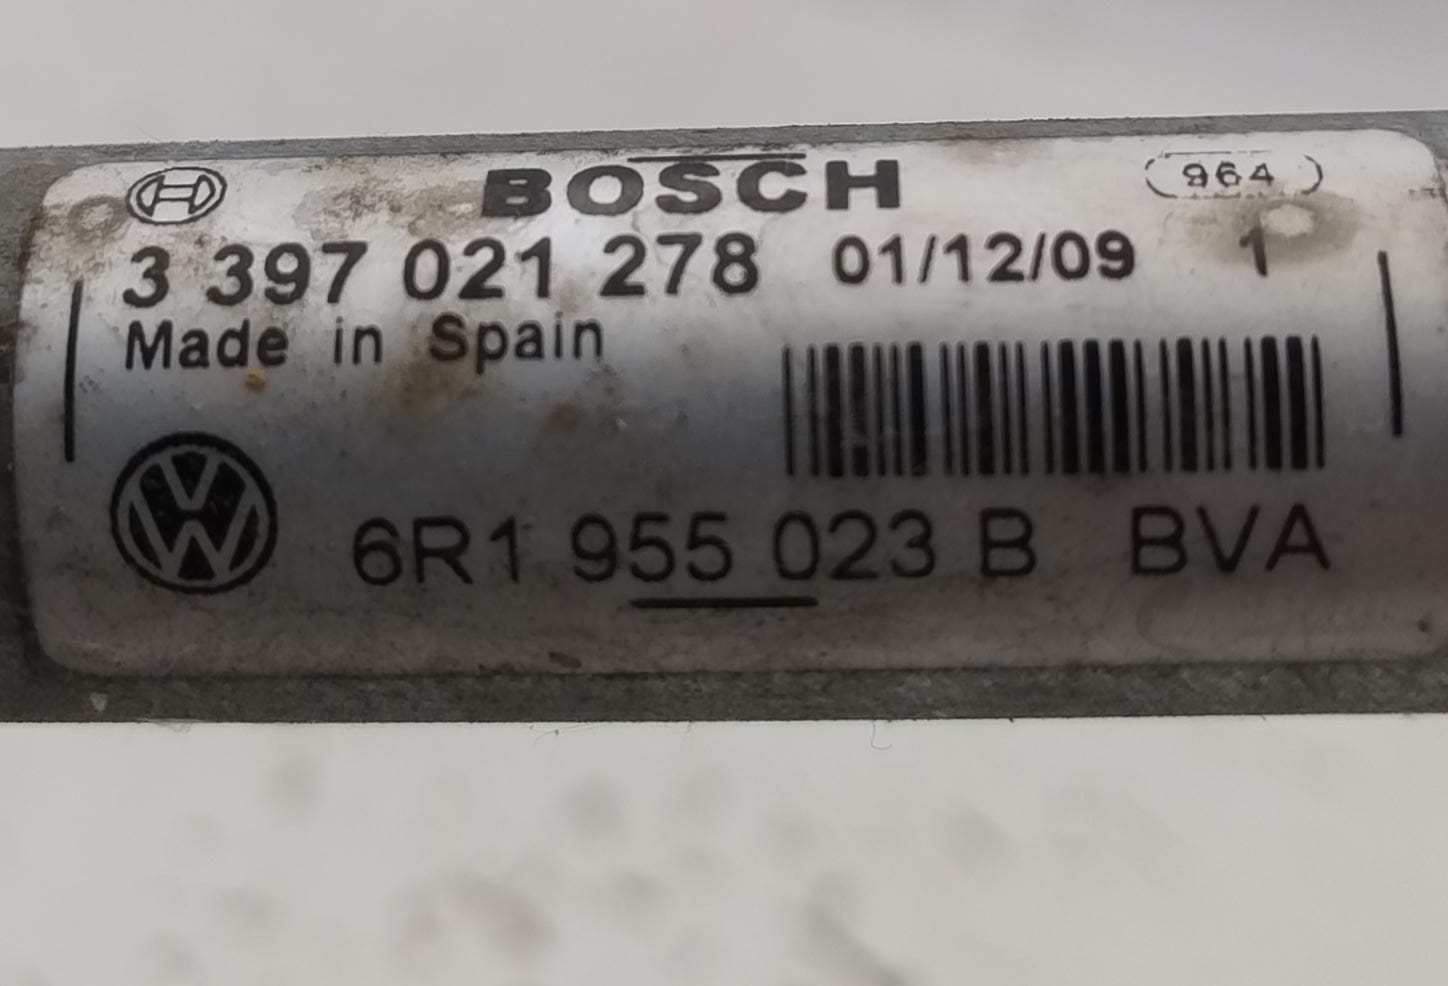 BOSCH
(964)
3 397 021 278 01/12/09 1
Made in Spain
6R1 955 023 B BVA